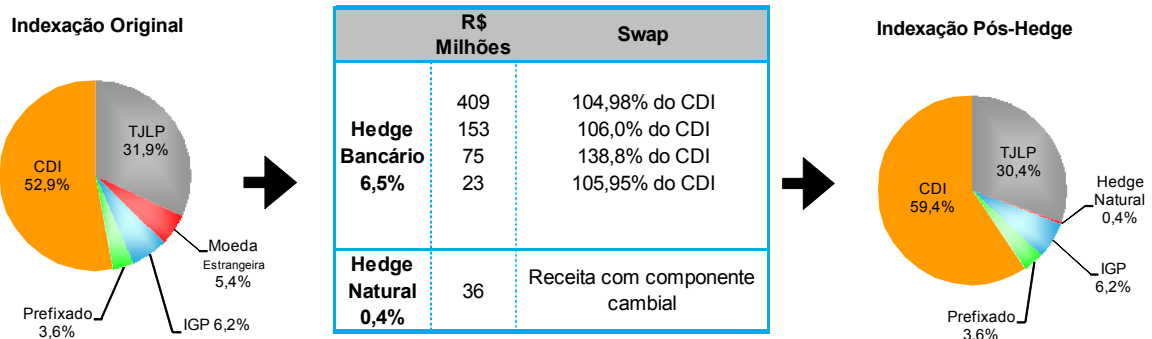 Indexação Original
TJLP
31,9%
CDI
52,9%
Moeda
Estrangeira
5,4%
IGP 6,2%
Prefixado
3,6%
R$
Milhões
Swap
Hedge
Bancário
6,5%
409 104,98% do CDI
153 106,0% do CDI
75 138,8% do CDI
23 105,95% do CDI
Hedge
Natural
0,4%
36
Receita com componente
cambial
Indexação Pós-Hedge
TJLP
30,4%
CDI
59,4%
Hedge
Natural
0,4%
IGP
6,2%
Prefixado
3,6%